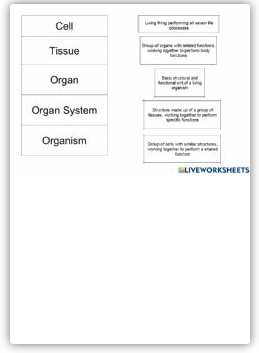 Cell
Tissue
Organ
Organ System
Organism
Living thing performing all seven life
processes
Group of organs with related functions,
working together to perform body
functions
Basic structural and
functional unit of a living
organism
Structure made up of a group of
tissues, working together to perform
specific functions
Group of cells with similar structures,
working together to perform a shared
function
LIVEWORKSHEETS